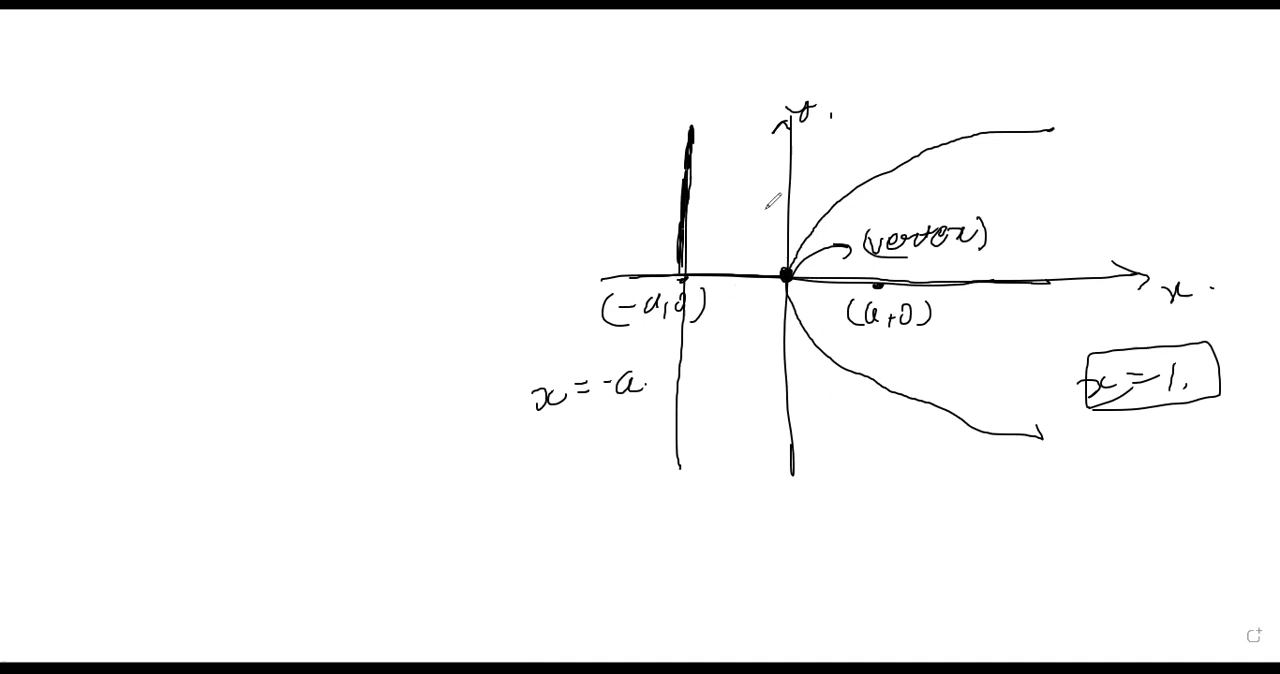 y.
(vertex)
(-a,0)
(a,0)
x.
x = -a.
x = 1.